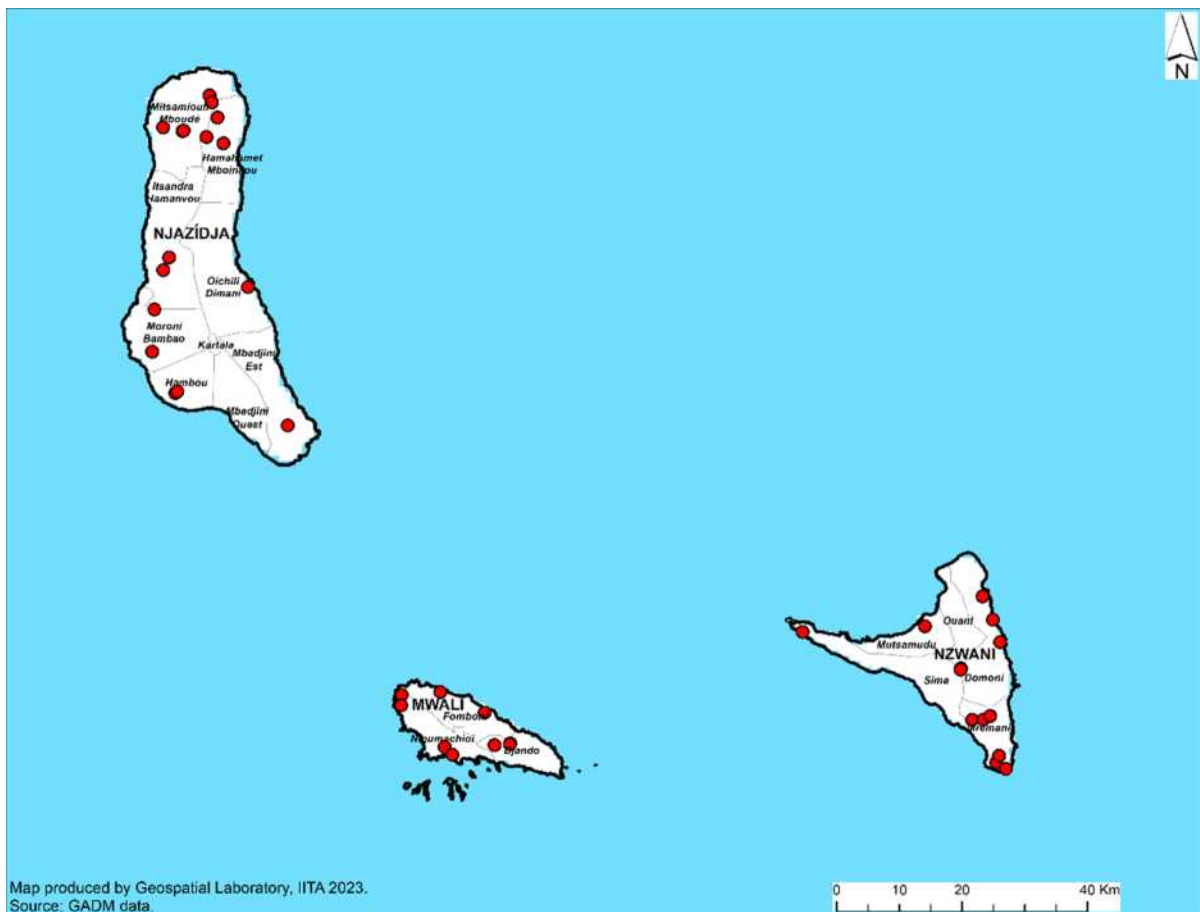 N
Mitsamiouli
Mboudé
Hamahamet
Mboinkou
Itsandra
Hamanvou
NJAZÍDJA
Oichili
Dimani
Moroni
Bambao
Kartala
Mbadjini
Est
Hambou
Mbadjini
Ouest
Ouani
Mutsamudu
NZWANI
Sima
Domoni
MWALI
Fomboni
Mremani
Nioumachioi
Djando
Map produced by Geospatial Laboratory, IITA 2023.
Source: GADM data.
0 10 20 40 Km